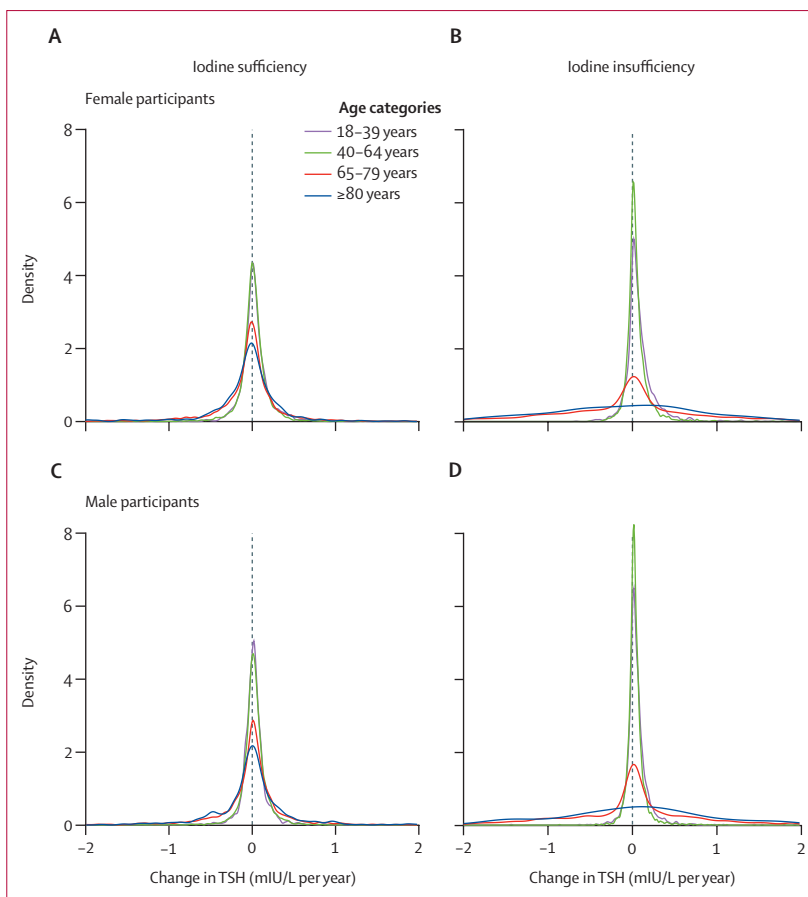 A
B
Iodine sufficiency
Iodine insufficiency
Female participants
Age categories
18–39 years
40–64 years
65–79 years
≥80 years
8
6
4
2
0
Density
C
D
Male participants
8
6
4
2
0
Density
−2
−1
0
1
2
−2
−1
0
1
2
Change in TSH (mIU/L per year)
Change in TSH (mIU/L per year)